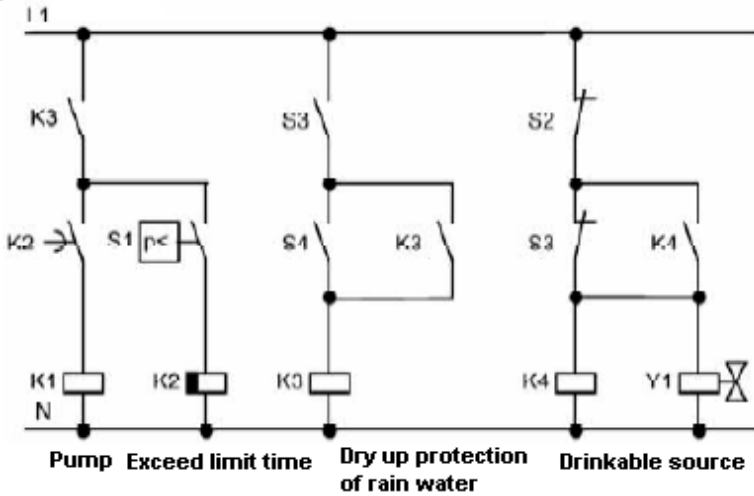 L1
K3 S3 S2
K2 S1 p< S4 K3 S3 K4
K1 K2 K3 K4 Y1
N
Pump Exceed limit time Dry up protection of rain water Drinkable source